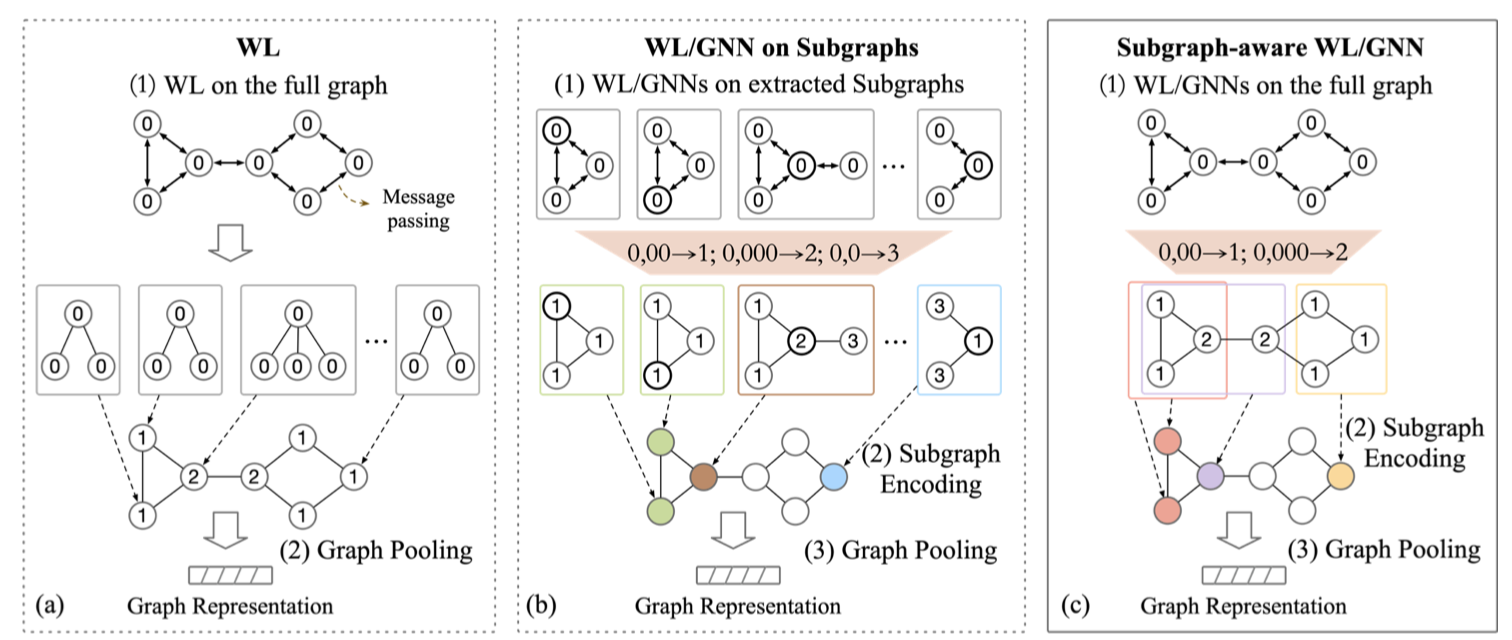 WL
(1) WL on the full graph
0 0
0 0 0
0 0
Message
passing
0 0 0 ... 0
0 0 0 0 0 0 0 0 0
1 1
2 2 1
1 1
(2) Graph Pooling
(a) Graph Representation
WL/GNN on Subgraphs
(1) WL/GNNs on extracted Subgraphs
0 0 0 0
0 0 0 0 ... 0
0 0 0 0
0,00→1; 0,000→2; 0,0→3
1 1 1 3
1 1 2 3 ... 1
1 1 1 3
(2) Subgraph
Encoding
(3) Graph Pooling
(b) Graph Representation
Subgraph-aware WL/GNN
(1) WL/GNNs on the full graph
0 0
0 0 0
0 0
0,00→1; 0,000→2
1 1
2 2 1
1 1
(2) Subgraph
Encoding
(3) Graph Pooling
(c) Graph Representation